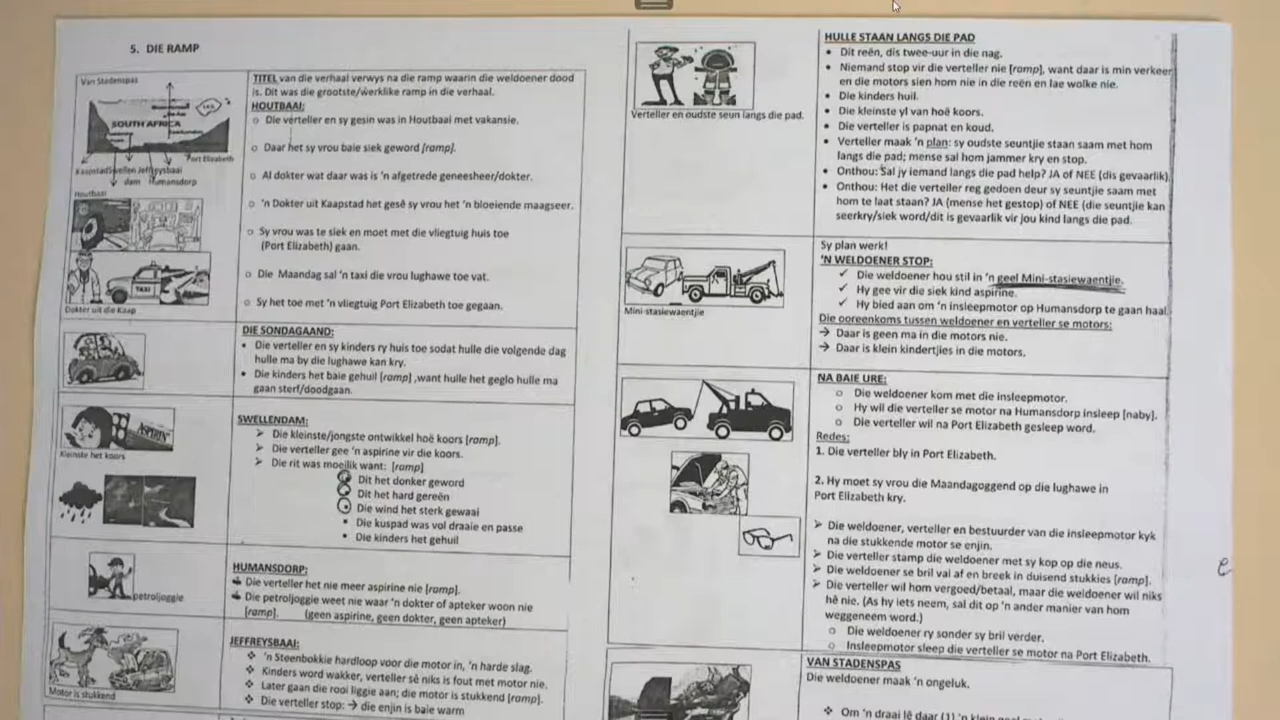 5. DIE RAMP
Van Stadenspas
SOUTH AFRICA
Port Elizabeth
Kaapstad Swellen Jeffreysbaai
dam Humansdorp
Houtbaai
TAXI
Dokter uit die Kaap
TITEL van die verhaal verwys na die ramp waarin die weldoener dood
is. Dit was die grootste/werklike ramp in die verhaal.
HOUTBAAI:
o Die verteller en sy gesin was in Houtbaai met vakansie.
o Daar het sy vrou baie siek geword [ramp].
o Al dokter wat daar was is 'n afgetrede geneesheer/dokter.
o 'n Dokter uit Kaapstad het gesê sy vrou het 'n bloeiende maagseer.
o Sy vrou was te siek en moet met die vliegtuig huis toe
(Port Elizabeth) gaan.
o Die Maandag sal 'n taxi die vrou lughawe toe vat.
o Sy het toe met 'n vliegtuig Port Elizabeth toe gegaan.
DIE SONDAGAAND:
• Die verteller en sy kinders ry huis toe sodat hulle die volgende dag
hulle ma by die lughawe kan kry.
• Die kinders het baie gehuil [ramp] ,want hulle het geglo hulle ma
gaan sterf/doodgaan.
ASPIRIN
Kleinste het koors
SWELLENDAM:
➢ Die kleinste/jongste ontwikkel hoë koors [ramp].
➢ Die verteller gee 'n aspirine vir die koors.
➢ Die rit was moeilik want: [ramp]
▪ Dit het donker geword
▪ Dit het hard gereën
▪ Die wind het sterk gewaai
▪ Die kuspad was vol draaie en passe
▪ Die kinders het gehuil
petroljoggie
HUMANSDORP:
Die verteller het nie meer aspirine nie [ramp].
Die petroljoggie weet nie waar 'n dokter of apteker woon nie
[ramp]. (geen aspirine, geen dokter, geen apteker)
Motor is stukkend
JEFFREYSBAAI:
❖ 'n Steenbokkie hardloop voor die motor in, 'n harde slag.
❖ Kinders word wakker, verteller sê niks is fout met motor nie.
❖ Later gaan die rooi liggie aan; die motor is stukkend [ramp].
❖ Die verteller stop: → die enjin is baie warm
Verteller en oudste seun langs die pad.
HULLE STAAN LANGS DIE PAD
• Dit reën, dis twee-uur in die nag.
• Niemand stop vir die verteller nie [ramp], want daar is min verkeer
en die motors sien hom nie in die reën en lae wolke nie.
• Die kinders huil.
• Die kleinste yl van hoë koors.
• Die verteller is papnat en koud.
• Verteller maak 'n plan: sy oudste seuntjie staan saam met hom
langs die pad; mense sal hom jammer kry en stop.
• Onthou: Sal jy iemand langs die pad help? JA of NEE (dis gevaarlik)
• Onthou: Het die verteller reg gedoen deur sy seuntjie saam met
hom te laat staan? JA (mense het gestop) of NEE (die seuntjie kan
seerkry/siek word/dit is gevaarlik vir jou kind langs die pad.
Mini-stasiewaentjie
Sy plan werk!
'N WELDOENER STOP:
✓ Die weldoener hou stil in 'n geel Mini-stasiewaentjie.
✓ Hy gee vir die siek kind aspirine.
✓ Hy bied aan om 'n insleepmotor op Humansdorp te gaan haal.
Die ooreenkoms tussen weldoener en verteller se motors:
→ Daar is geen ma in die motors nie.
→ Daar is klein kindertjies in die motors.
NA BAIE URE:
o Die weldoener kom met die insleepmotor.
o Hy wil die verteller se motor na Humansdorp insleep [naby].
o Die verteller wil na Port Elizabeth gesleep word.
Redes:
1. Die verteller bly in Port Elizabeth.
2. Hy moet sy vrou die Maandagoggend op die lughawe in
Port Elizabeth kry.
➢ Die weldoener, verteller en bestuurder van die insleepmotor kyk
na die stukkende motor se enjin.
➢ Die verteller stamp die weldoener met sy kop op die neus.
➢ Die weldoener se bril val af en breek in duisend stukkies [ramp].
➢ Die verteller wil hom vergoed/betaal, maar die weldoener wil niks
hê nie. (As hy iets neem, sal dit op 'n ander manier van hom
weggeneem word.)
o Die weldoener ry sonder sy bril verder.
o Insleepmotor sleep die verteller se motor na Port Elizabeth.
VAN STADENSPAS
Die weldoener maak 'n ongeluk.
❖ Om 'n draai lê daar (1) 'n klein geel